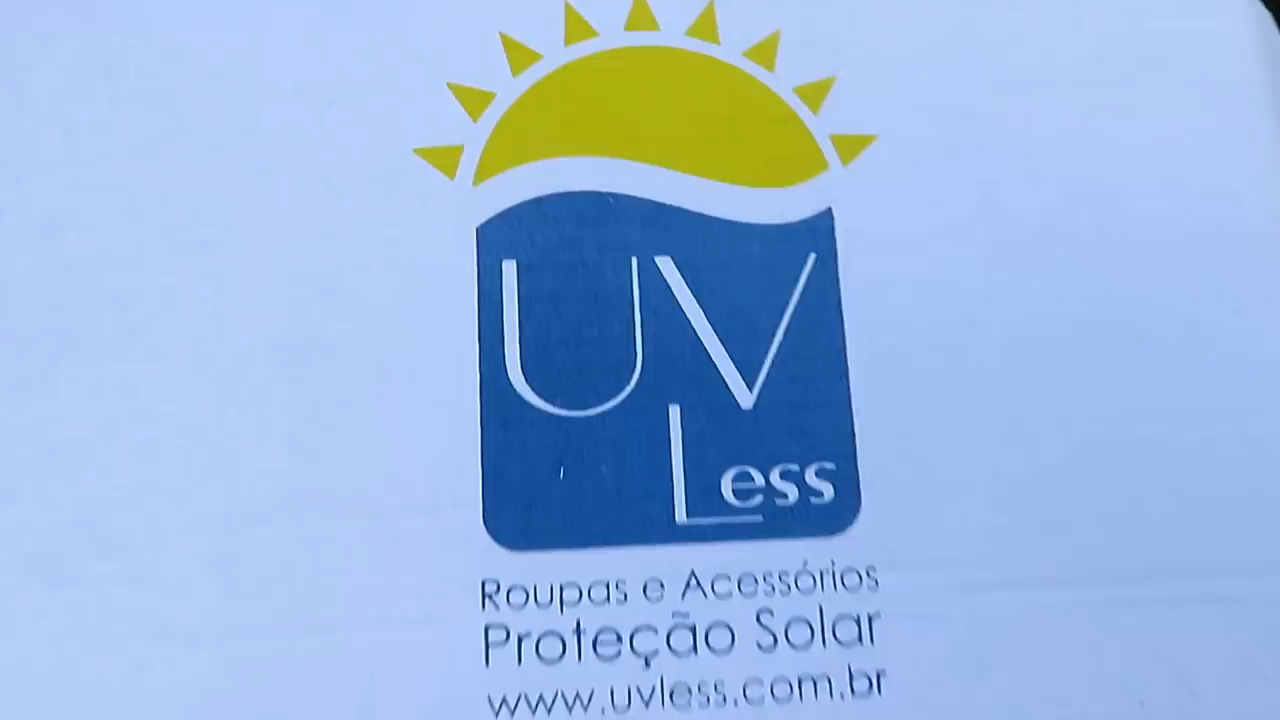 UV
Less
Roupas e Acessórios
Proteção Solar
www.uvless.com.br